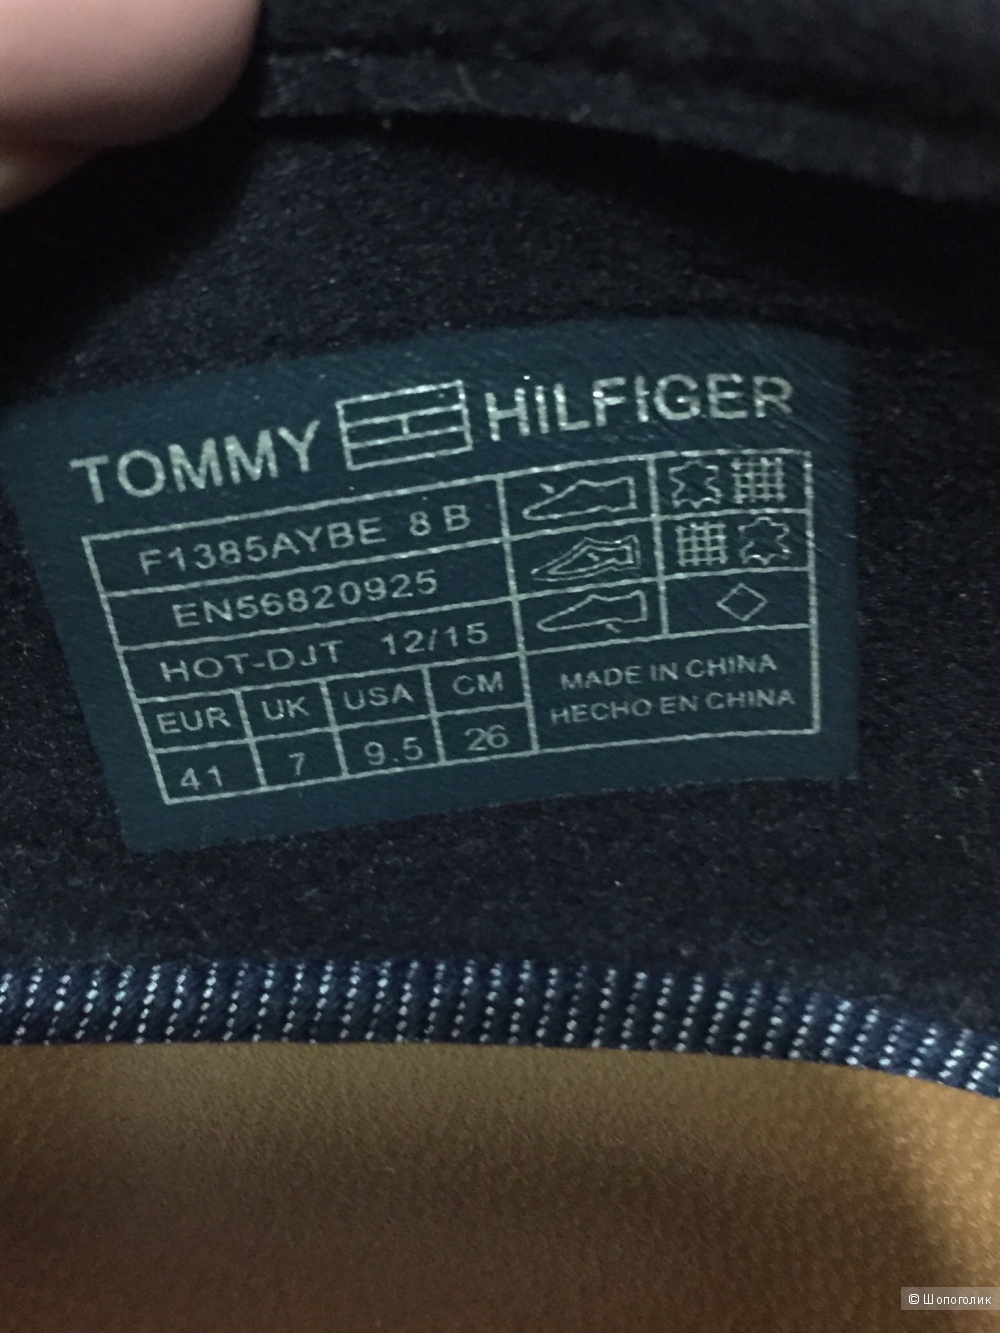 TOMMY HILFIGER
F1385AYBE 8 B
EN56820925
HOT-DJT 12/15
EUR UK USA CM
41 7 9.5 26
MADE IN CHINA
HECHO EN CHINA
© Шопоголик